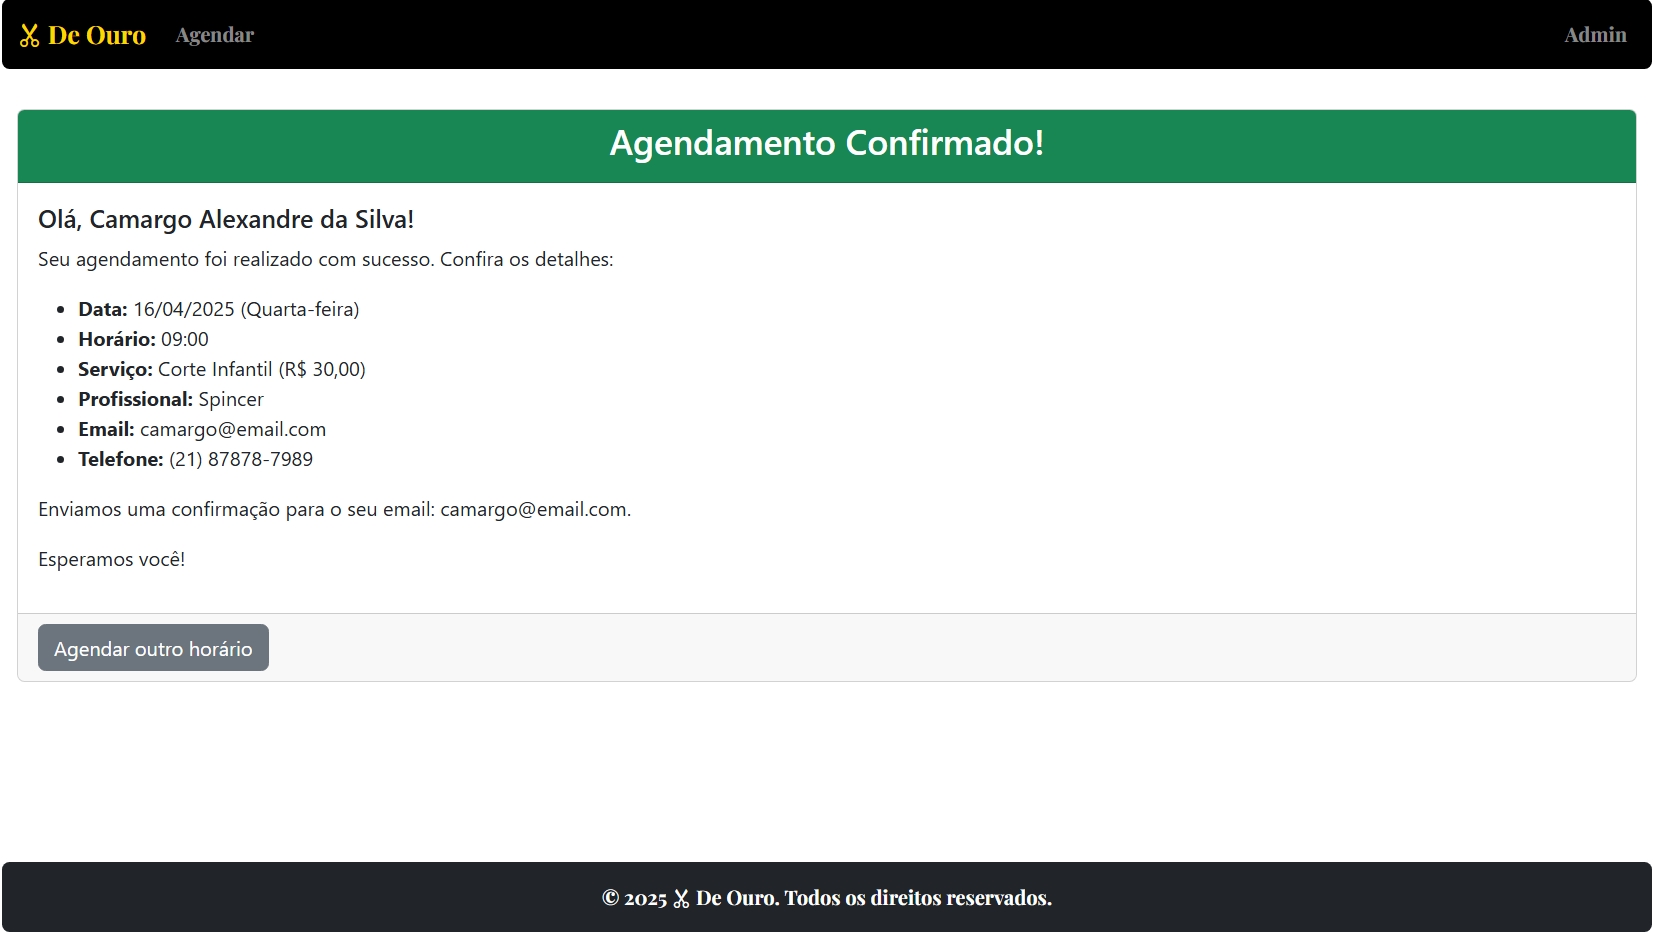 De Ouro Agendar Admin
Agendamento Confirmado!
Olá, Camargo Alexandre da Silva!
Seu agendamento foi realizado com sucesso. Confira os detalhes:
• Data: 16/04/2025 (Quarta-feira)
• Horário: 09:00
• Serviço: Corte Infantil (R$ 30,00)
• Profissional: Spincer
• Email: camargo@email.com
• Telefone: (21) 87878-7989
Enviamos uma confirmação para o seu email: camargo@email.com.
Esperamos você!
Agendar outro horário
© 2025 De Ouro. Todos os direitos reservados.